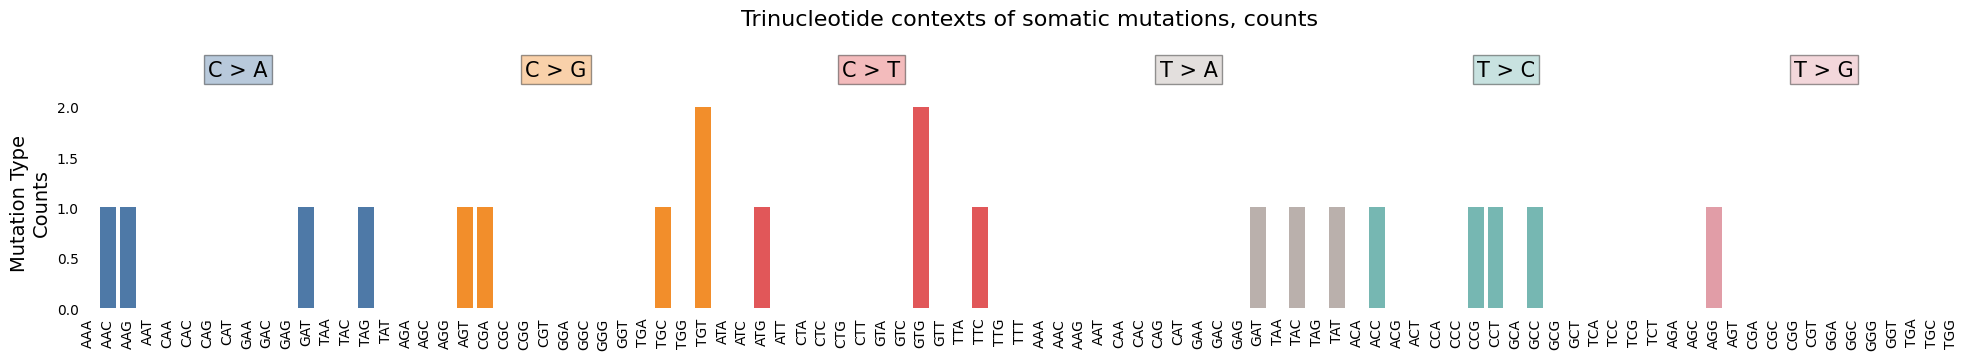 Trinucleotide contexts of somatic mutations, counts
C > A C > G C > T T > A T > C T > G
Mutation Type
Counts
2.0
1.5
1.0
0.5
0.0
AAA AAC AAG AAT CAA CAC CAG CAT GAA GAC GAG GAT TAA TAC TAG TAT AGA AGC AGG AGT CGA CGC CGG CGT GGA GGC GGG GGT TGA TGC TGG TGT ATA ATC ATG ATT CTA CTC CTG CTT GTA GTC GTG GTT TTA TTC TTG TTT AAA AAC AAG AAT CAA CAC CAG CAT GAA GAC GAG GAT TAA TAC TAG TAT ACA ACC ACG ACT CCA CCC CCG CCT GCA GCC GCG GCT TCA TCC TCG TCT AGA AGC AGG AGT CGA CGC CGG CGT GGA GGC GGG GGT TGA TGC TGG